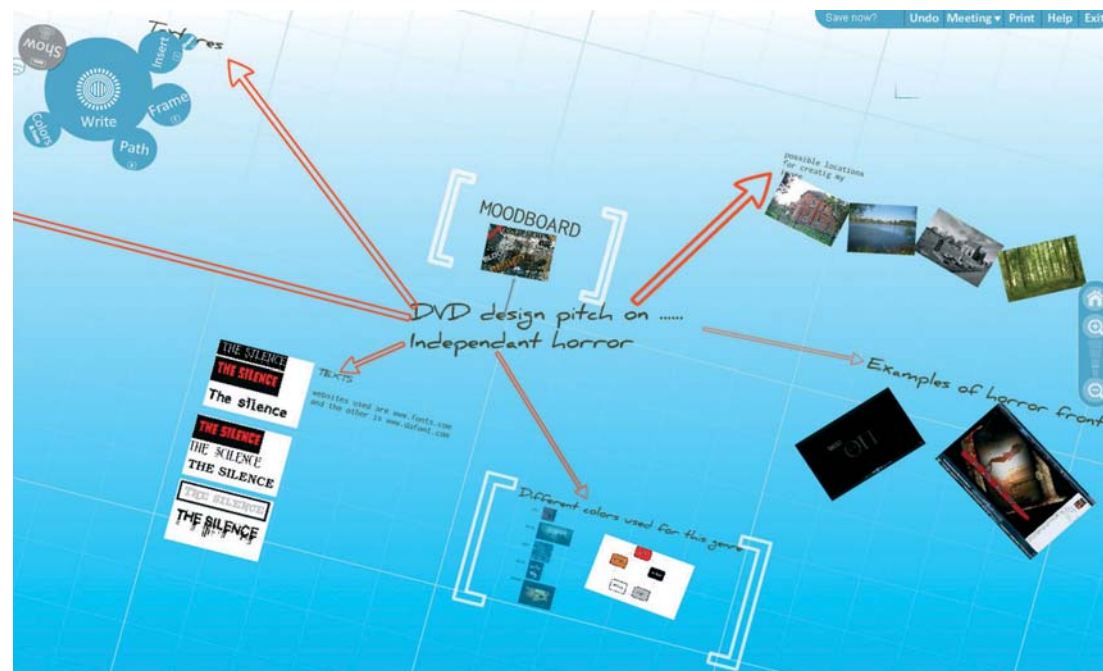 Save now?
Undo
Meeting
Print
Help
Exit
Show
Insert
Frame
Path
Colors
Write
Textures
MOODBOARD
possible locations
for creatig my
DVD design pitch on ......
Independant horror
Examples of horror front
TEXTS
websites used are www.fonts.com
and the other is www.dafont.com
THE SILENCE
THE SILENCE
The silence
THE SILENCE
THE SCILENCE
THE SILENCE
THE SILENCE
THE SILENCE
Different colors used for this genre